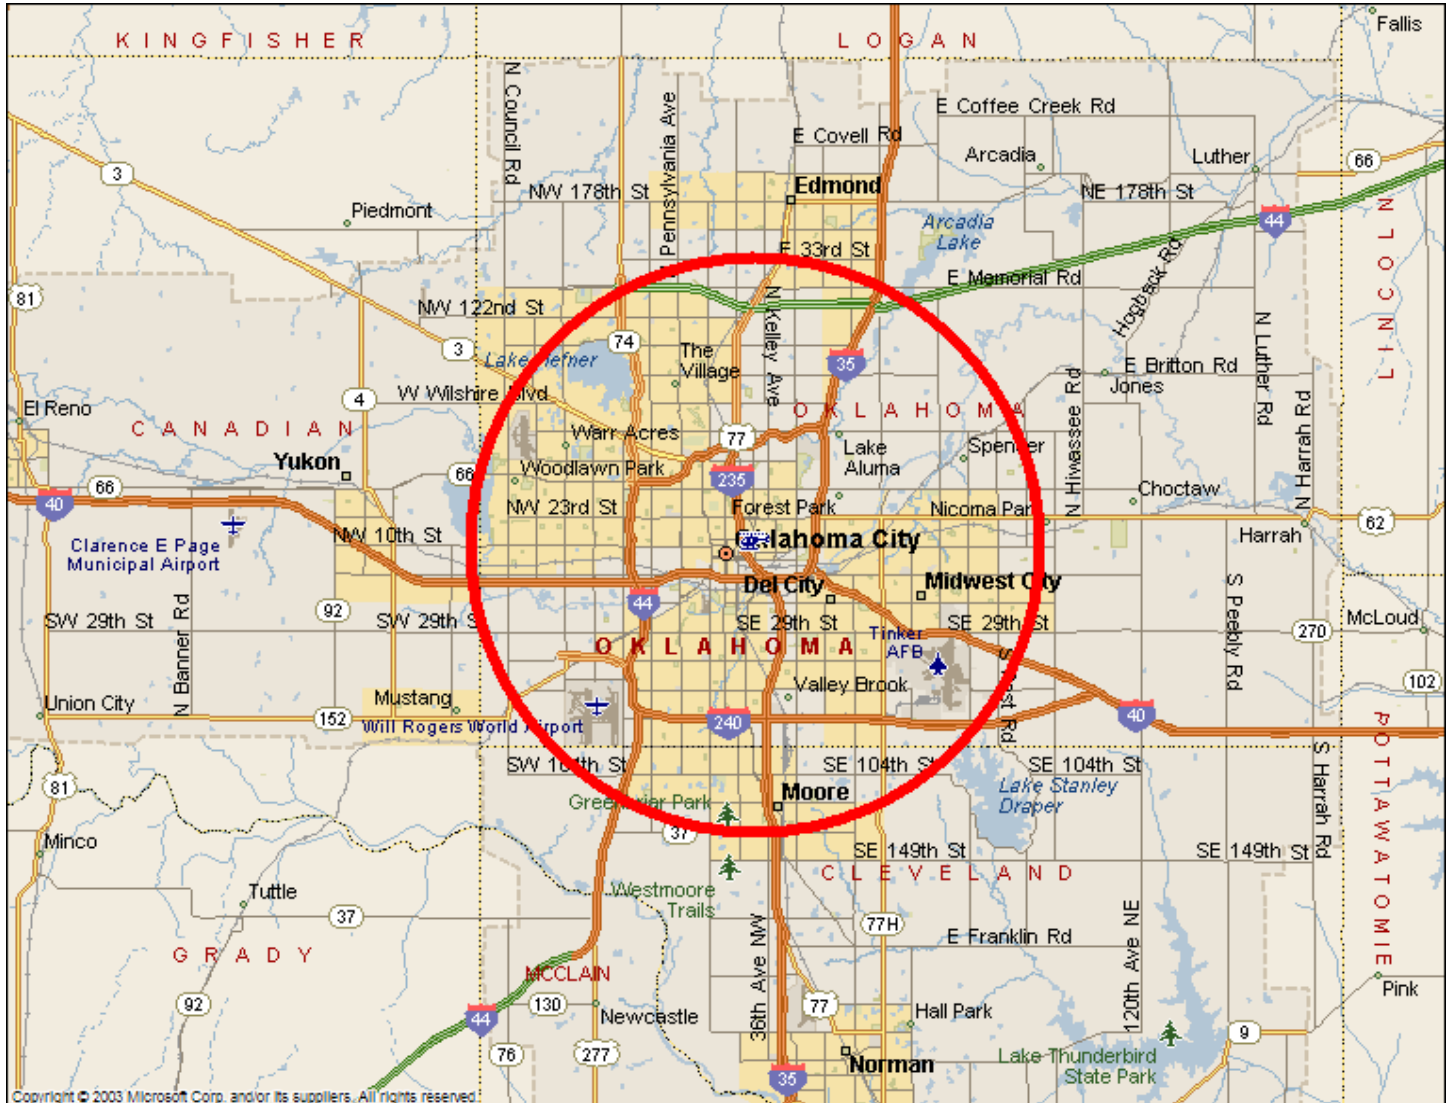 KINGFISHER
LOGAN
Fallis
N Council Rd
N Pennsylvania Ave
E Coffee Creek Rd
E Covell Rd
Arcadia
Luther
66
3
NW 178th St
Edmond
NE 178th St
Piedmont
Arcadia
Lake
44
N LOCNIL
E 33rd St
Hogback Rd
E Memorial Rd
81
NW 122nd St
N Kelley Ave
N Luther Rd
74
3
Lake Hefner
The
Village
35
E Britton Rd
Jones
4
W Wilshire Blvd
N Hiwassee Rd
El Reno
OKLAHOMA
N Harrah Rd
CANADIAN
Warr Acres
77
Lake
Aluma
Spencer
Yukon
66
Woodlawn Park
66
235
Choctaw
40
NW 23rd St
Forest Park
Nicoma Park
62
NW 10th St
Harrah
Clarence E Page
Municipal Airport
Oklahoma City
Del City
Midwest City
S Peebly Rd
44
92
SW 29th St
SW 29th St
SE 29th St
SE 29th St
McLoud
270
N Banner Rd
OKLAHOMA
Tinker
AFB
Valley Brook
S Post Rd
102
Union City
Mustang
152
Will Rogers World Airport
240
40
POTTAWATOMIE
SW 104th St
SE 104th St
SE 104th St
S Harrah Rd
81
Moore
Lake Stanley
Draper
Greenbriar Park
37
Minco
SE 149th St
SE 149th St
CLEVELAND
Tuttle
Westmoore
Trails
37
77H
36th Ave NW
E Franklin Rd
120th Ave NE
GRADY
MCCLAIN
Pink
92
130
Newcastle
77
Hall Park
44
9
76
277
Norman
Lake Thunderbird
State Park
35
Copyright © 2003 Microsoft Corp. and/or its suppliers. All rights reserved.